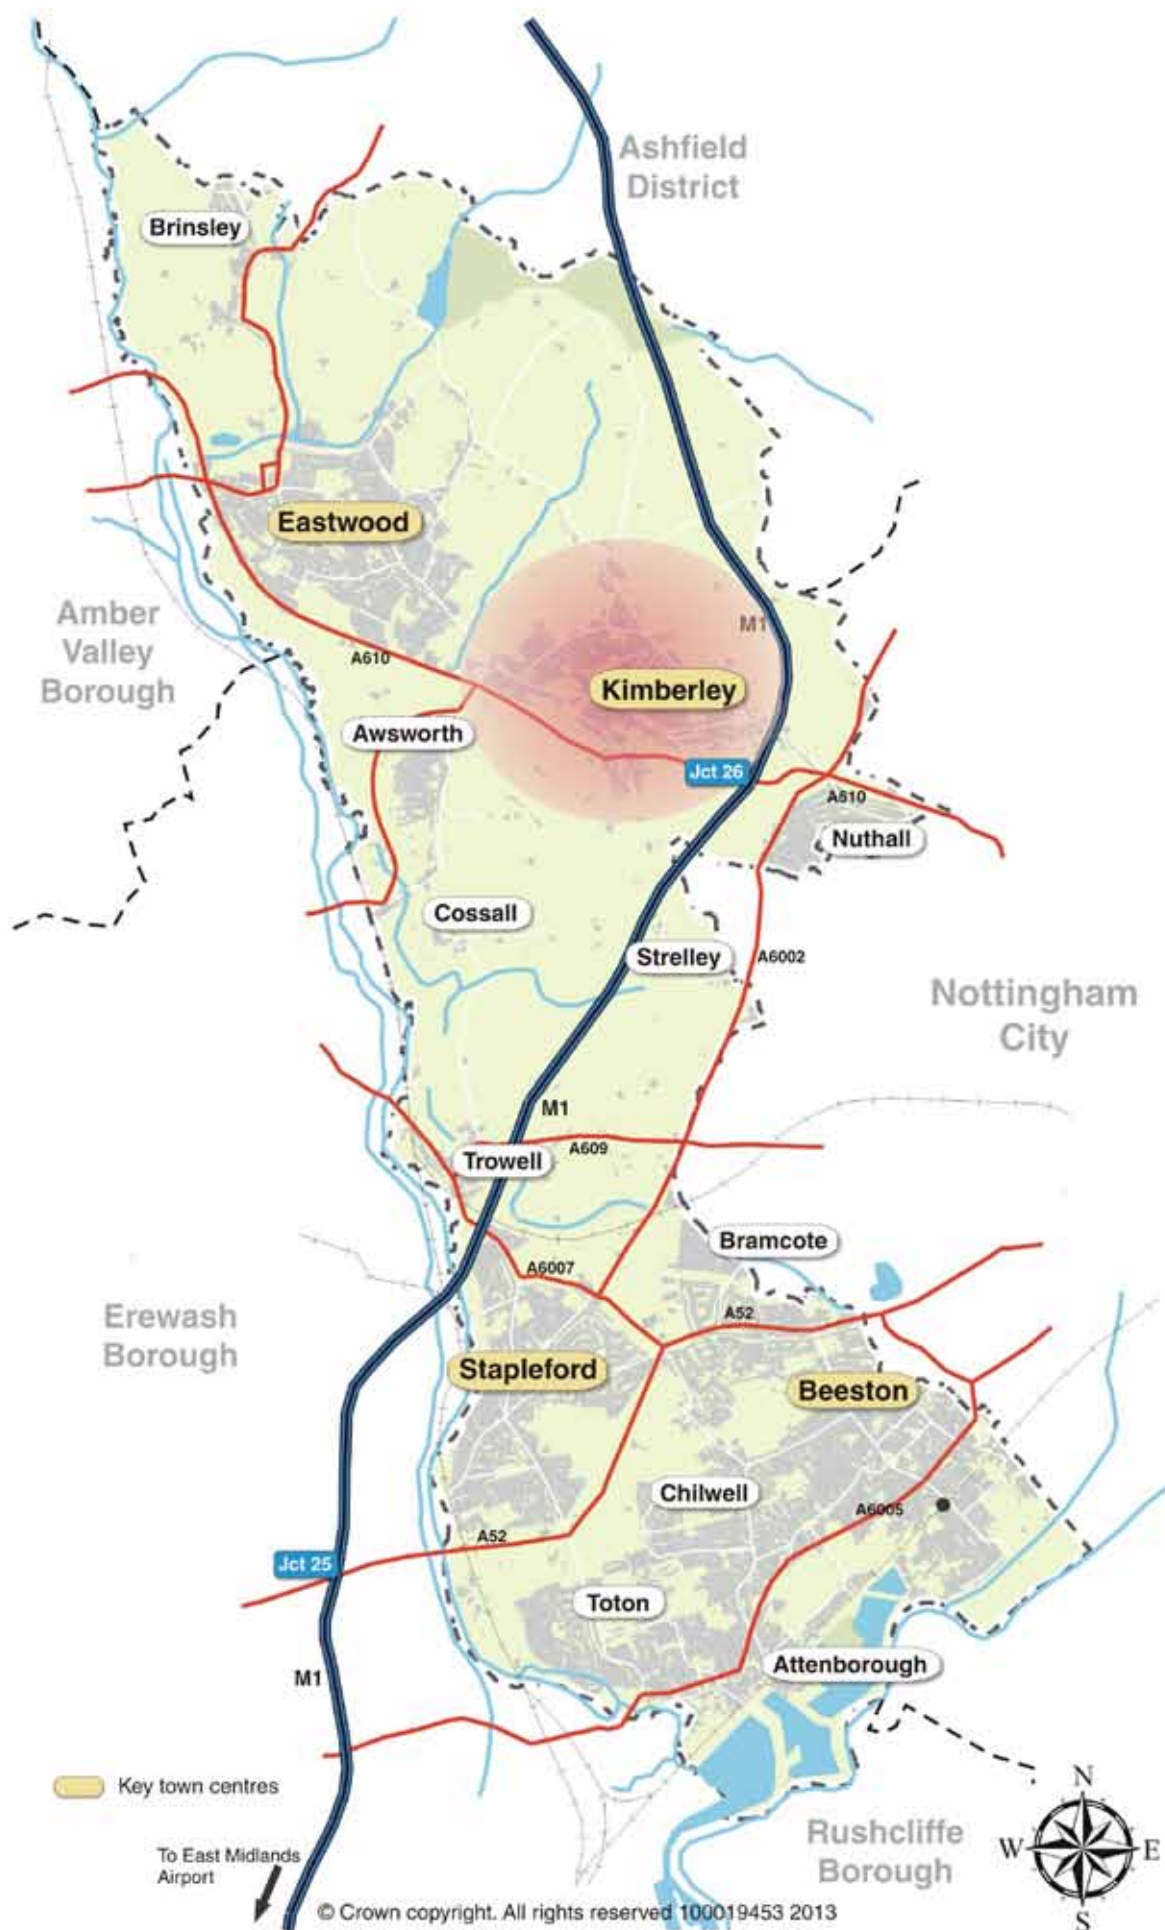 Ashfield
District
Brinsley
Eastwood
Amber
Valley
Borough
M1
A610
Kimberley
Awsworth
Jct 26
A610
Nuthall
Cossall
Strelley
A6002
Nottingham
City
M1
A609
Trowell
Bramcote
A6007
Erewash
Borough
A52
Stapleford
Beeston
Chilwell
A6005
A52
Jct 25
Toton
Attenborough
M1
Key town centres
N
W
E
S
Rushcliffe
Borough
To East Midlands
Airport
© Crown copyright. All rights reserved 100019453 2013